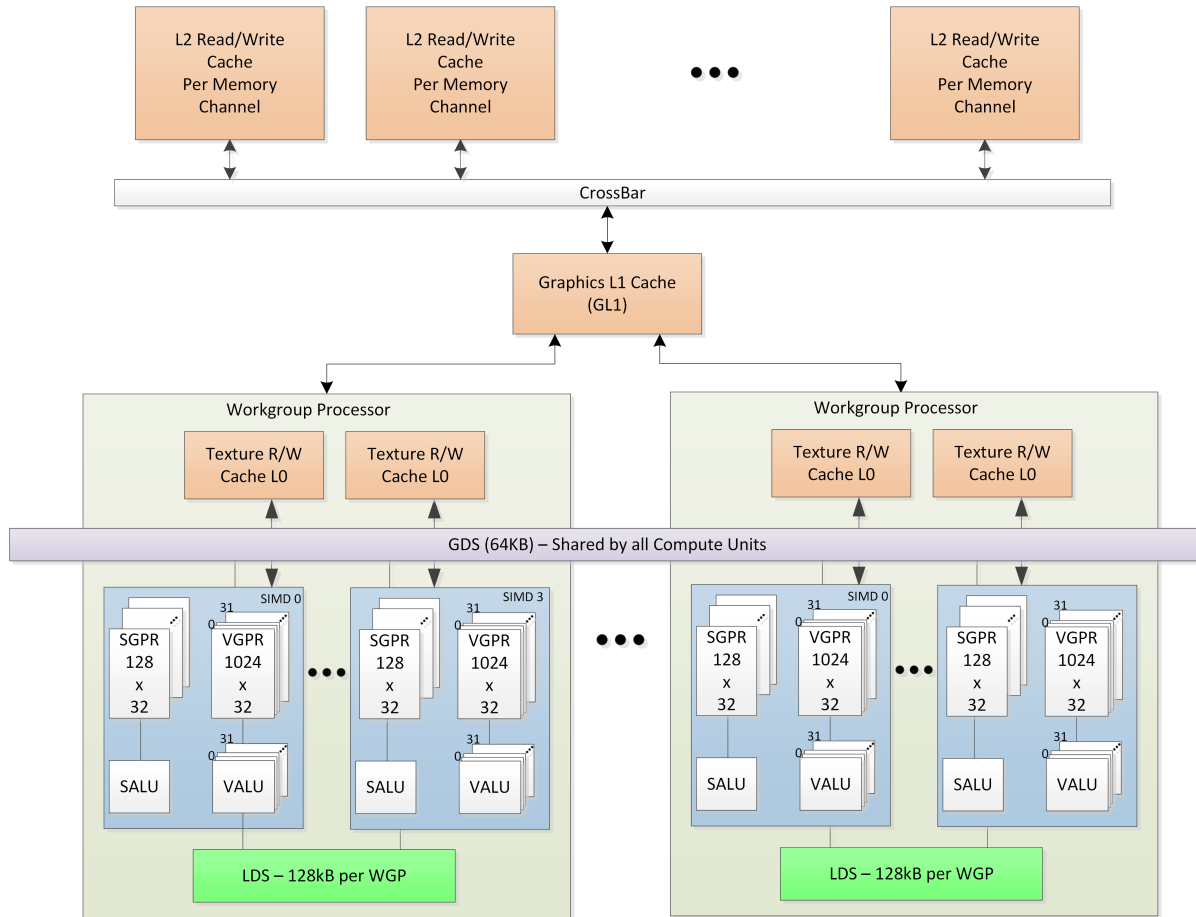 L2 Read/Write
Cache
Per Memory
Channel
L2 Read/Write
Cache
Per Memory
Channel
L2 Read/Write
Cache
Per Memory
Channel
CrossBar
Graphics L1 Cache
(GL1)
Workgroup Processor
Texture R/W
Cache L0
Texture R/W
Cache L0
Workgroup Processor
Texture R/W
Cache L0
Texture R/W
Cache L0
GDS (64KB) – Shared by all Compute Units
SIMD 0
SGPR
128
x
32
31
0
VGPR
1024
x
32
SALU
31
0
VALU
SIMD 3
SGPR
128
x
32
31
0
VGPR
1024
x
32
SALU
31
0
VALU
LDS – 128kB per WGP
SIMD 0
SGPR
128
x
32
31
0
VGPR
1024
x
32
SALU
31
0
VALU
SGPR
128
x
32
31
0
VGPR
1024
x
32
SALU
31
0
VALU
LDS – 128kB per WGP